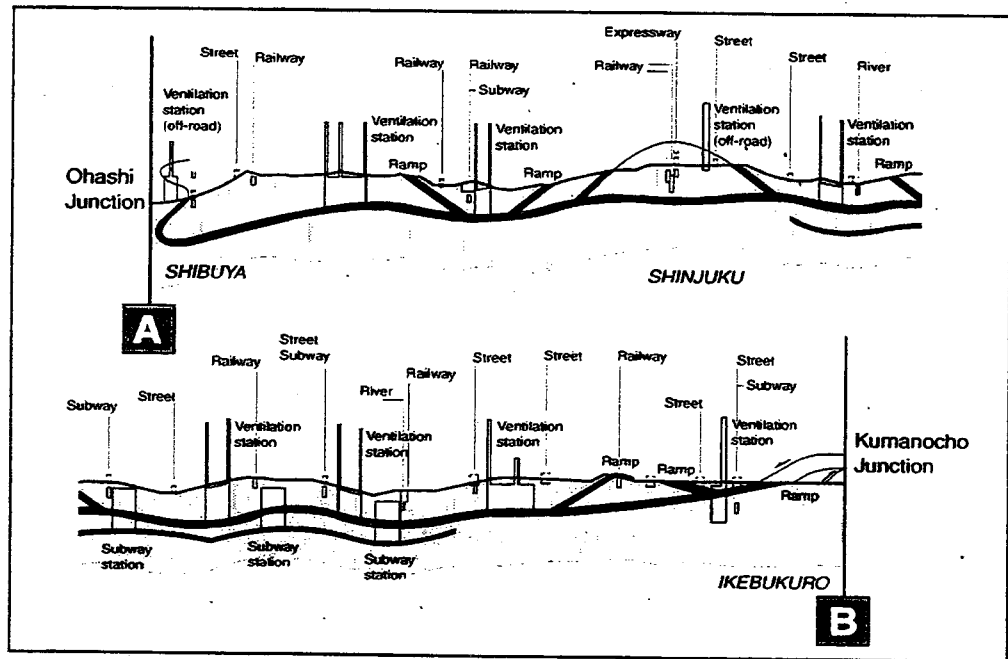 Expressway
Street
Street
Railway
Railway
Railway
Railway
Street
River
Subway
Ventilation
station
(off-road)
Ventilation
station
Ventilation
station
Ventilation
station
(off-road)
Ventilation
station
Ramp
Ramp
Ramp
Ohashi
Junction
SHIBUYA
SHINJUKU
A
Street
Subway
Railway
Railway
Street
Street
Railway
Street
Subway
Subway
Street
River
Street
Ventilation
station
Ventilation
station
Ventilation
station
Ventilation
station
Kumanocho
Junction
Ramp
Ramp
Ramp
Subway
station
Subway
station
Subway
station
IKEBUKURO
B